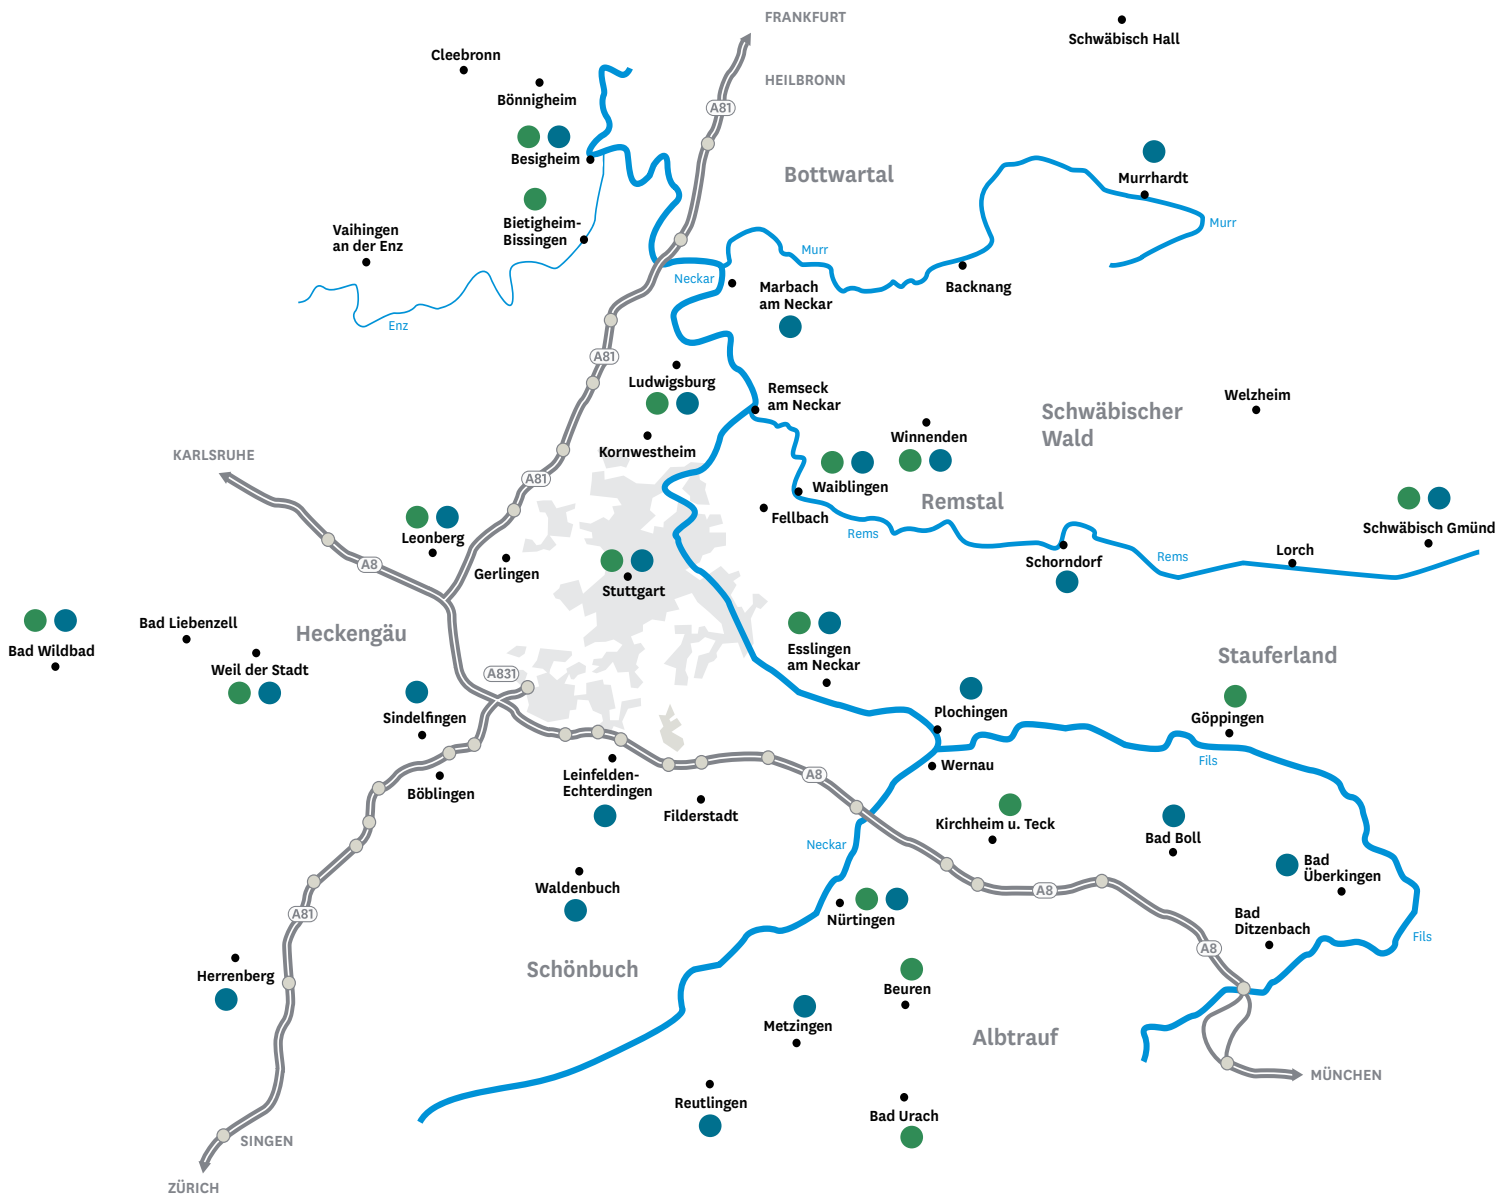 FRANKFURT
Schwäbisch Hall
Cleebronn
HEILBRONN
Bönnigheim
A81
Besigheim
Bottwartal
Murrhardt
Bietigheim-
Bissingen
Murr
Vaihingen
an der Enz
Murr
Neckar
Marbach
am Neckar
Backnang
Enz
A81
Ludwigsburg
Remseck
am Neckar
Welzheim
Schwäbischer
Wald
Winnenden
Kornwestheim
KARLSRUHE
A81
Waiblingen
Remstal
Fellbach
Rems
Schwäbisch Gmünd
Leonberg
A8
Gerlingen
Stuttgart
Schorndorf
Rems
Lorch
Bad Liebenzell
Heckengäu
Bad Wildbad
Weil der Stadt
A831
Esslingen
am Neckar
Stauferland
Sindelfingen
Plochingen
Göppingen
Wernau
Fils
Leinfelden-
Echterdingen
A8
Böblingen
Filderstadt
Kirchheim u. Teck
Bad Boll
Neckar
Bad
Überkingen
Waldenbuch
A8
A81
Nürtingen
Bad
Ditzenbach
Fils
A8
Herrenberg
Schönbuch
Beuren
Metzingen
Albtrauf
MÜNCHEN
Reutlingen
Bad Urach
SINGEN
ZÜRICH